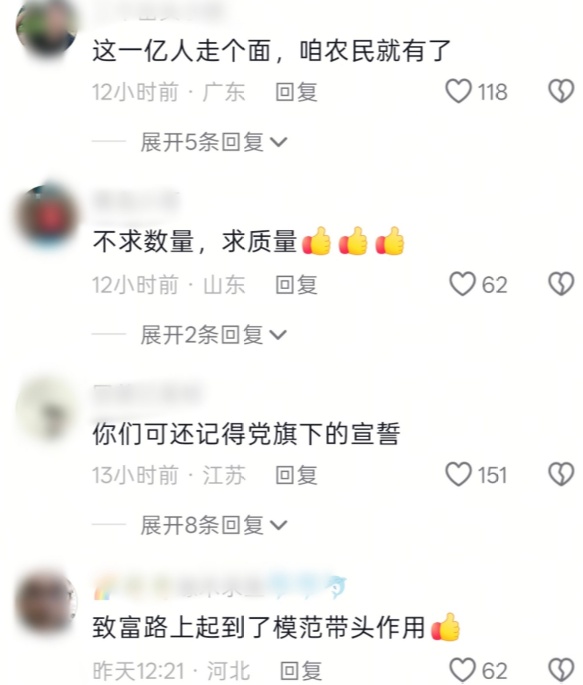 这一亿人走个面，咱农民就有了
12小时前 · 广东 回复 118
展开5条回复
不求数量，求质量👍👍👍
12小时前 · 山东 回复 62
展开2条回复
你们可还记得党旗下的宣誓
13小时前 · 江苏 回复 151
展开8条回复
致富路上起到了模范带头作用👍
昨天12:21 · 河北 回复 62